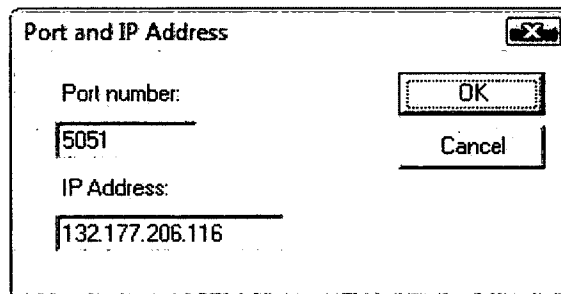 Port and IP Address
Port number:
OK
5051
Cancel
IP Address:
132.177.206.116